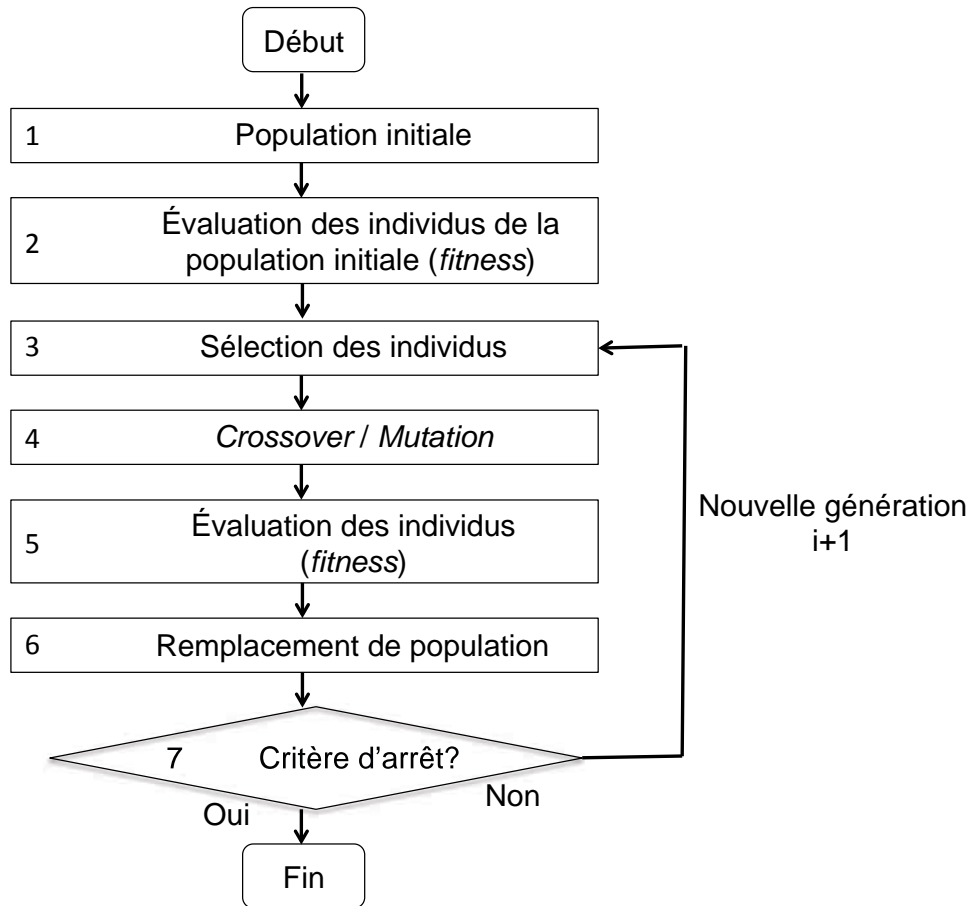 Début
1 Population initiale
2 Évaluation des individus de la
population initiale (fitness)
3 Sélection des individus
4 Crossover / Mutation
5 Évaluation des individus
(fitness)
6 Remplacement de population
7 Critère d'arrêt?
Oui
Non
Fin
Nouvelle génération
i+1